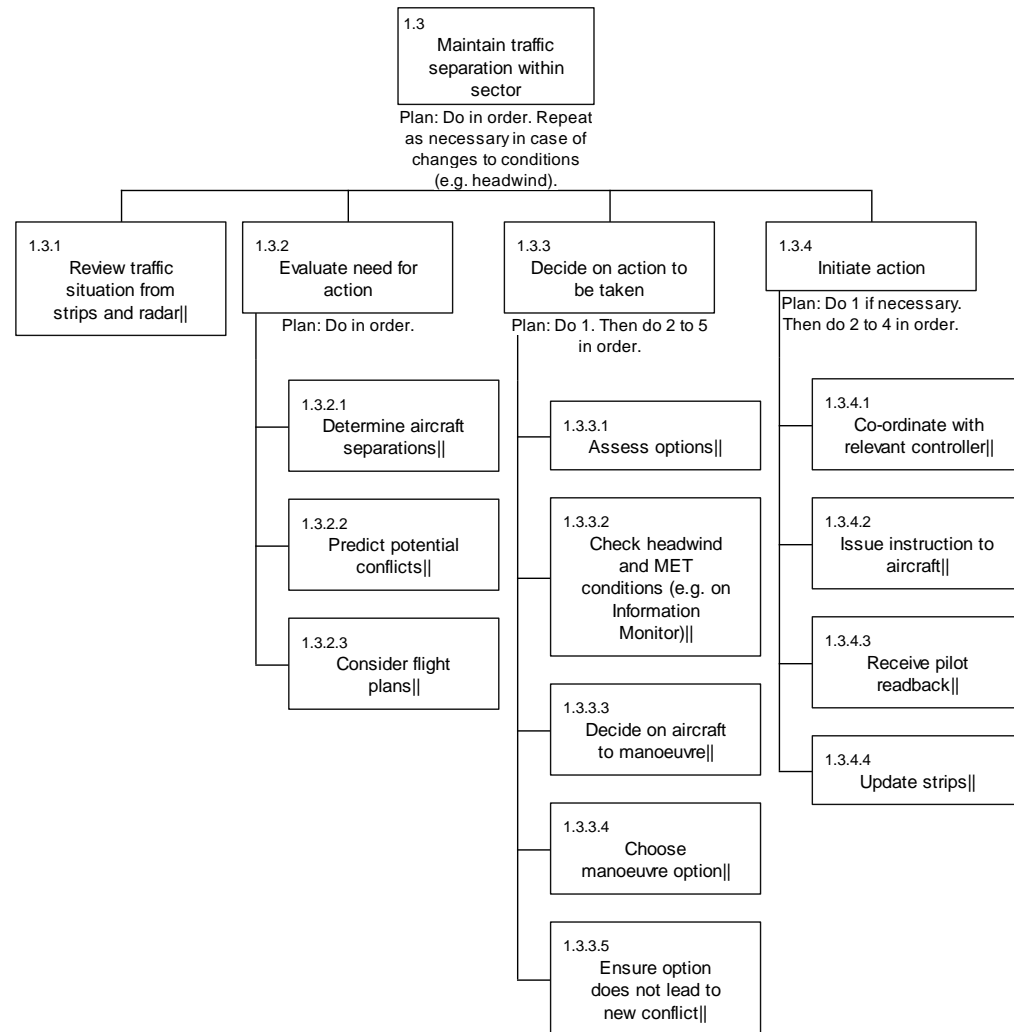 1.3
Maintain traffic
separation within
sector
Plan: Do in order. Repeat
as necessary in case of
changes to conditions
(e.g. headwind).
1.3.1
Review traffic
situation from
strips and radar||
1.3.2
Evaluate need for
action
Plan: Do in order.
1.3.2.1
Determine aircraft
separations||
1.3.2.2
Predict potential
conflicts||
1.3.2.3
Consider flight
plans||
1.3.3
Decide on action to
be taken
Plan: Do 1. Then do 2 to 5
in order.
1.3.3.1
Assess options||
1.3.3.2
Check headwind
and MET
conditions (e.g. on
Information
Monitor)||
1.3.3.3
Decide on aircraft
to manoeuvre||
1.3.3.4
Choose
manoeuvre option||
1.3.3.5
Ensure option
does not lead to
new conflict||
1.3.4
Initiate action
Plan: Do 1 if necessary.
Then do 2 to 4 in order.
1.3.4.1
Co-ordinate with
relevant controller||
1.3.4.2
Issue instruction to
aircraft||
1.3.4.3
Receive pilot
readback||
1.3.4.4
Update strips||